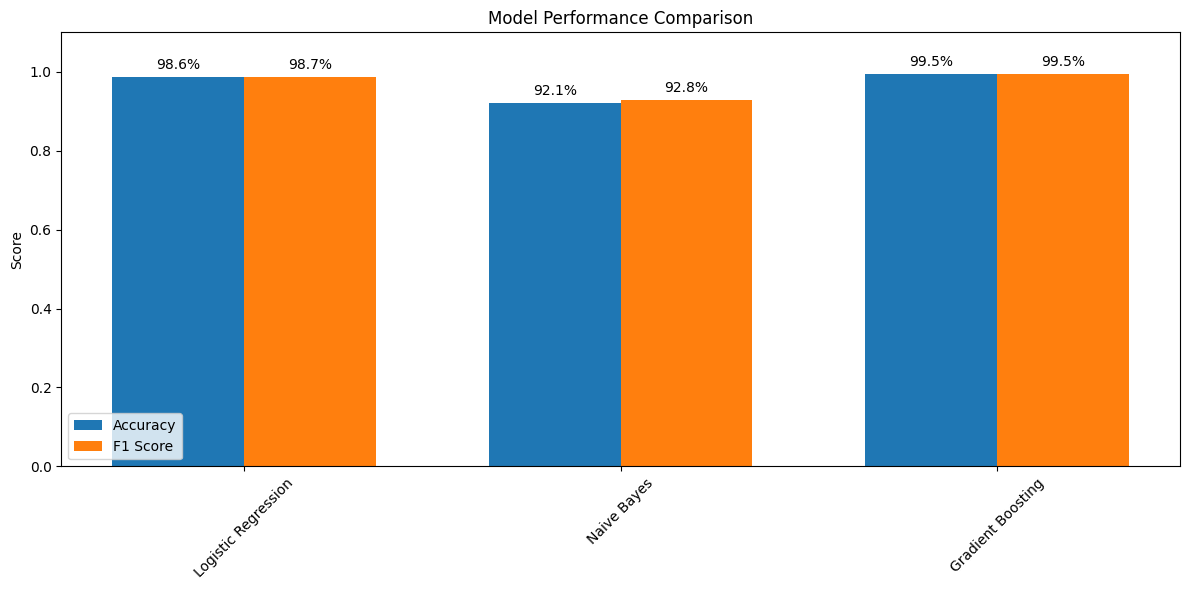 Model Performance Comparison
98.6%
98.7%
92.1%
92.8%
99.5%
99.5%
1.0
0.8
0.6
0.4
0.2
0.0
Score
Accuracy
F1 Score
Logistic Regression
Naive Bayes
Gradient Boosting